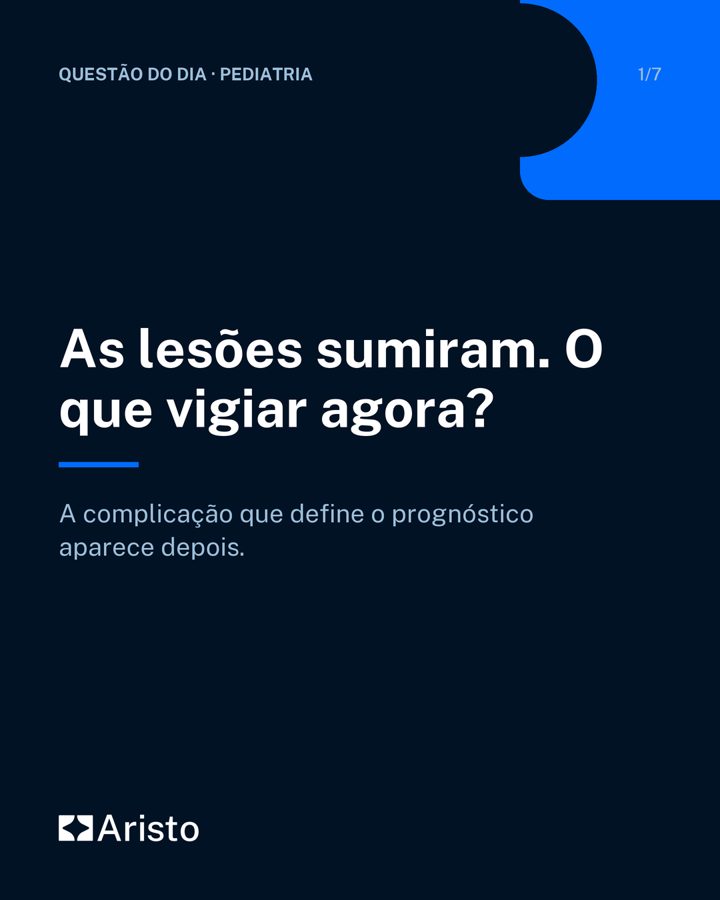 QUESTÃO DO DIA · PEDIATRIA
1/7
As lesões sumiram. O
que vigiar agora?
A complicação que define o prognóstico
aparece depois.
Aristo